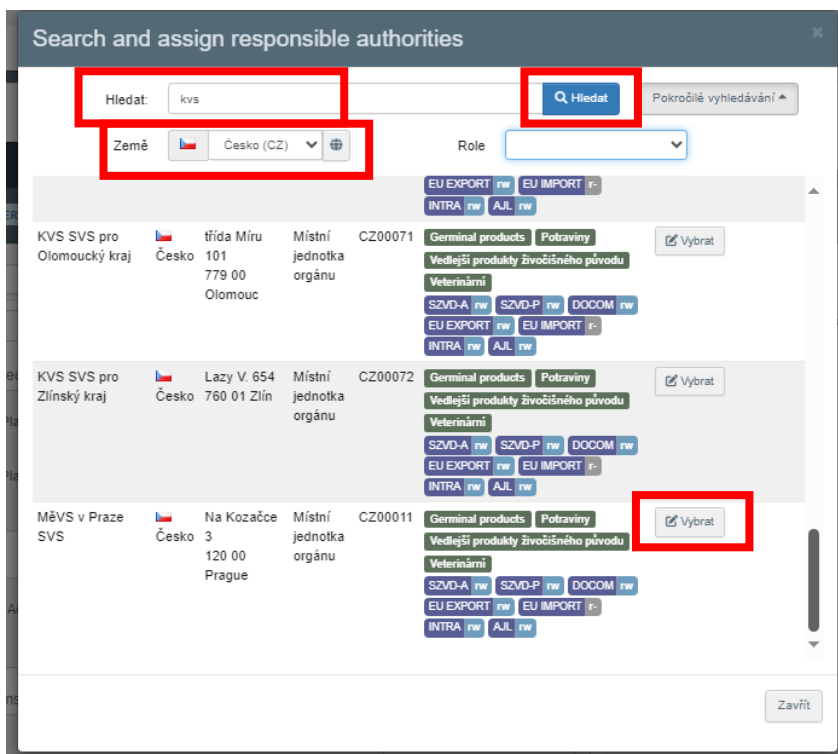 Search and assign responsible authorities
×
Hledat: kvs Hledat Pokročilé vyhledávání
Země Česko (CZ) Role
EU EXPORT rw EU IMPORT r-
INTRA rw AJL rw
KVS SVS pro třída Míru Místní CZ00071 Germinal products Potraviny Vybrat
Olomoucký kraj Česko 101 jednotka Vedlejší produkty živočišného původu
779 00 orgánu Veterinární
Olomouc SZVD-A rw SZVD-P rw DOCOM rw
EU EXPORT rw EU IMPORT r-
INTRA rw AJL rw
KVS SVS pro Lazy V. 654 Místní CZ00072 Germinal products Potraviny Vybrat
Zlínský kraj Česko 760 01 Zlín jednotka Vedlejší produkty živočišného původu
orgánu Veterinární
SZVD-A rw SZVD-P rw DOCOM rw
EU EXPORT rw EU IMPORT r-
INTRA rw AJL rw
MěVS v Praze Na Kozačce Místní CZ00011 Germinal products Potraviny Vybrat
SVS Česko 3 jednotka Vedlejší produkty živočišného původu
120 00 orgánu Veterinární
Prague SZVD-A rw SZVD-P rw DOCOM rw
EU EXPORT rw EU IMPORT r-
INTRA rw AJL rw
Zavřít